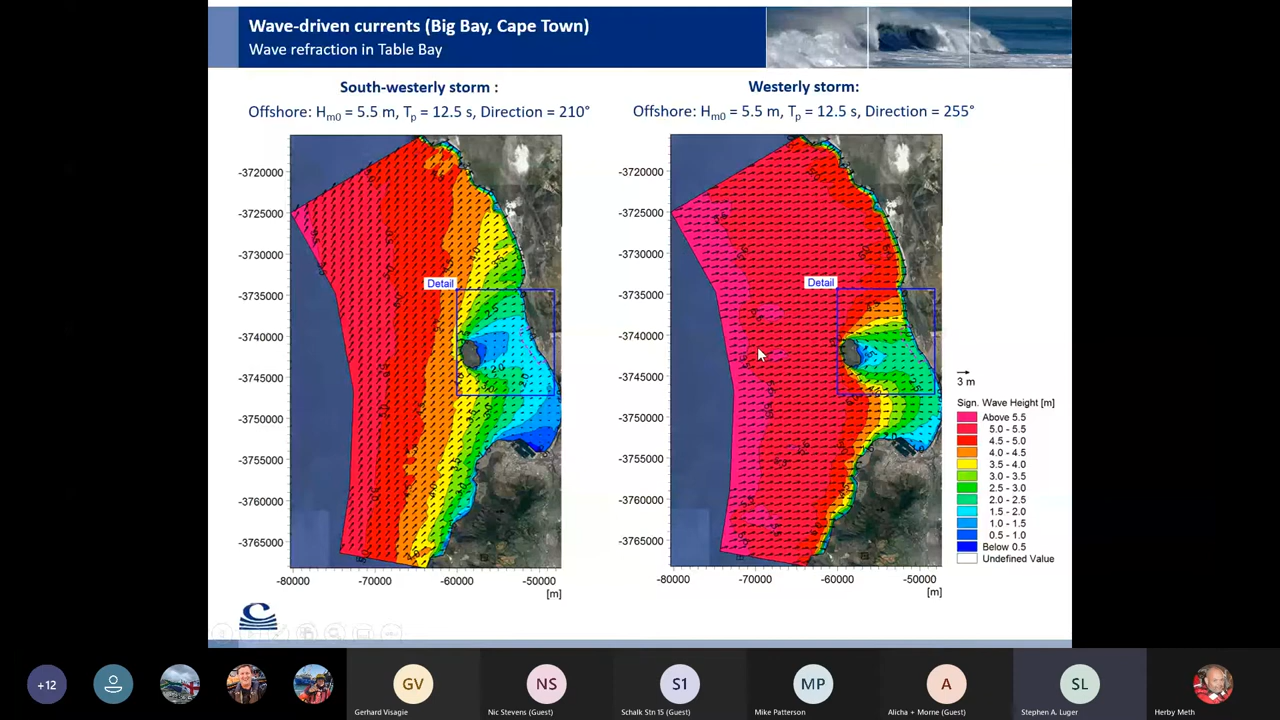 Wave-driven currents (Big Bay, Cape Town)
Wave refraction in Table Bay
South-westerly storm :
Offshore: Hm0 = 5.5 m, Tp = 12.5 s, Direction = 210°
Westerly storm:
Offshore: Hm0 = 5.5 m, Tp = 12.5 s, Direction = 255°
-3720000
-3725000
-3730000
-3735000
-3740000
-3745000
-3750000
-3755000
-3760000
-3765000
-80000
-70000
-60000
-50000
[m]
Detail
-3720000
-3725000
-3730000
-3735000
-3740000
-3745000
-3750000
-3755000
-3760000
-3765000
-80000
-70000
-60000
-50000
[m]
Detail
3 m
Sign. Wave Height [m]
Above 5.5
5.0 - 5.5
4.5 - 5.0
4.0 - 4.5
3.5 - 4.0
3.0 - 3.5
2.5 - 3.0
2.0 - 2.5
1.5 - 2.0
1.0 - 1.5
0.5 - 1.0
Below 0.5
Undefined Value
+12
GV
Gerhard Visagie
NS
Nic Stevens (Guest)
S1
Schalk Stn 15 (Guest)
MP
Mike Patterson
A
Alicha + Morne (Guest)
SL
Stephen A. Luger
Herby Meth